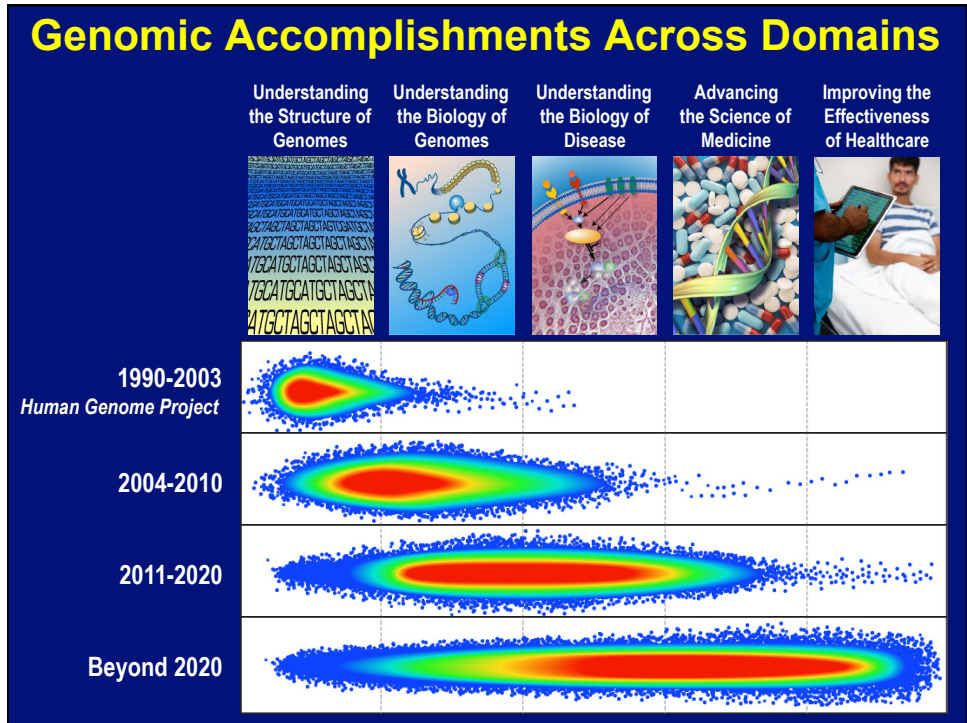 Genomic Accomplishments Across Domains
Understanding
the Structure of
Genomes
Understanding
the Biology of
Genomes
Understanding
the Biology of
Disease
Advancing
the Science of
Medicine
Improving the
Effectiveness
of Healthcare
1990-2003
Human Genome Project
2004-2010
2011-2020
Beyond 2020